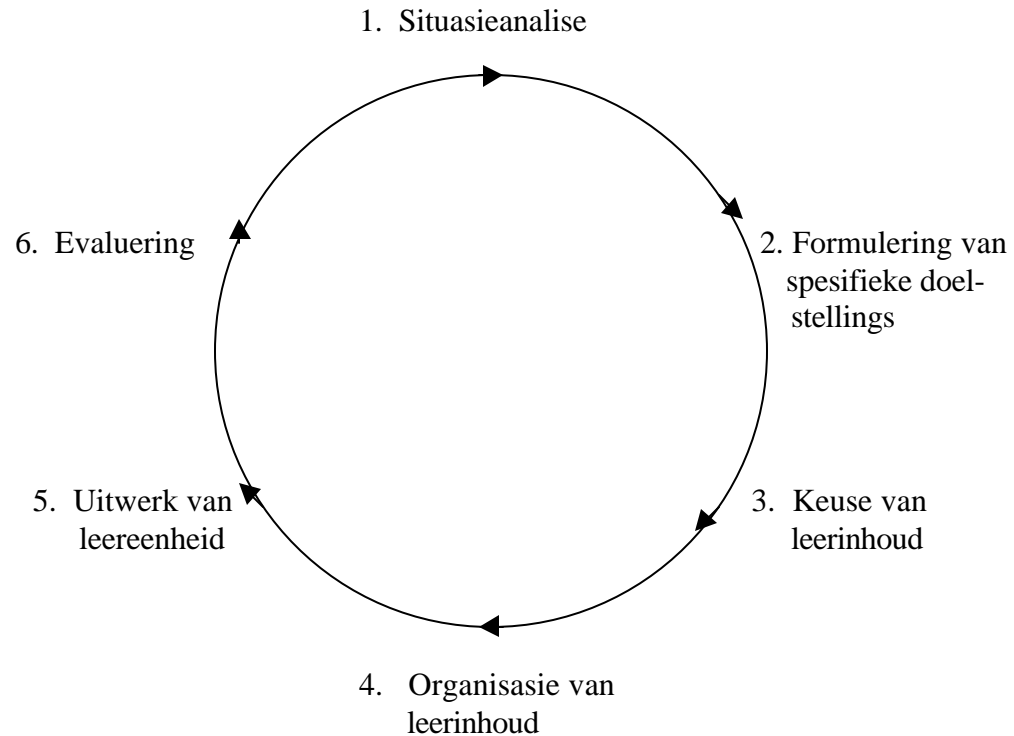 1. Situasieanalise
2. Formulering van
spesifieke doel-
stellings
3. Keuse van
leerinhoud
4. Organisasie van
leerinhoud
5. Uitwerk van
leereenheid
6. Evaluering